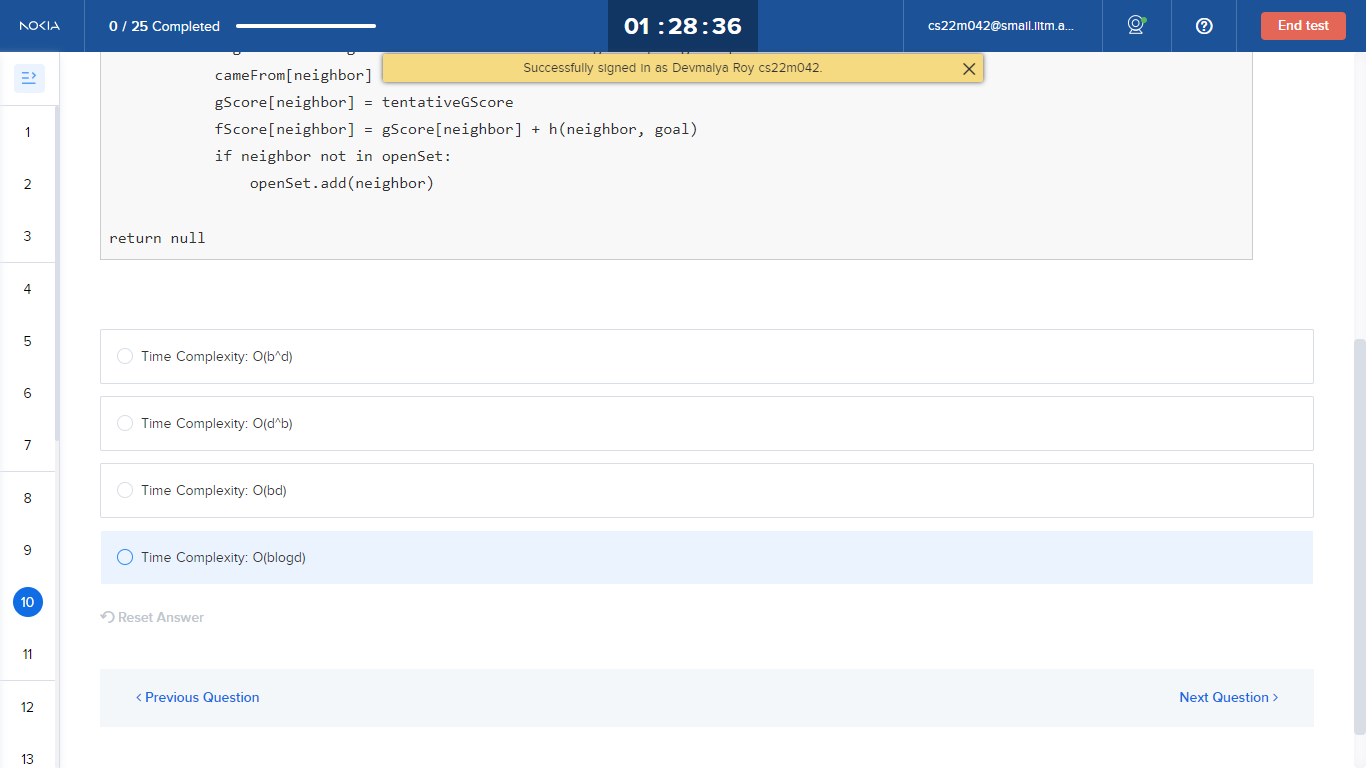 NOKIA
0 / 25 Completed
01 : 28 : 36
cs22m042@smail.iitm.a...
End test
Successfully signed in as Devmalya Roy cs22m042.
cameFrom[neighbor]
gScore[neighbor] = tentativeGScore
fScore[neighbor] = gScore[neighbor] + h(neighbor, goal)
if neighbor not in openSet:
openSet.add(neighbor)
return null
1
2
3
4
5
6
7
8
9
10
11
12
13
Time Complexity: O(b^d)
Time Complexity: O(d^b)
Time Complexity: O(bd)
Time Complexity: O(blogd)
Reset Answer
< Previous Question
Next Question >